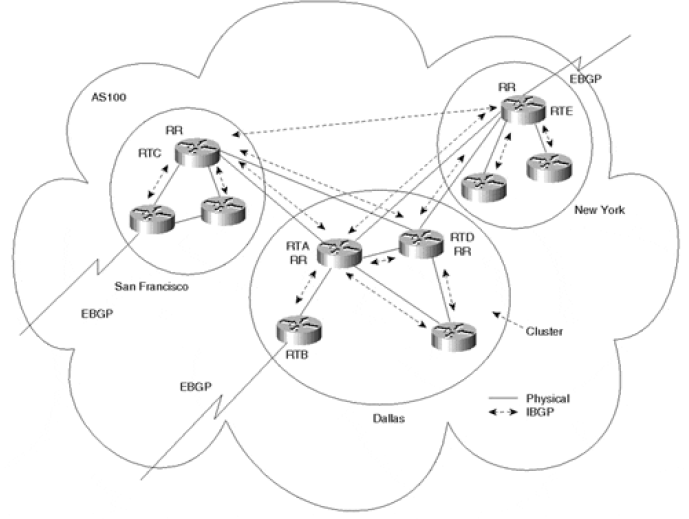 AS100
RR
RTC
San Francisco
EBGP
RR
RTE
EBGP
New York
RTA
RR
RTD
RR
RTB
EBGP
Dallas
Cluster
Physical
IBGP